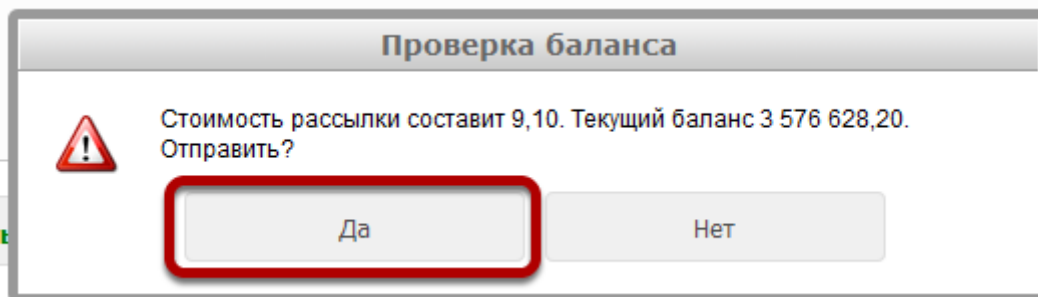 Проверка баланса
Стоимость рассылки составит 9,10. Текущий баланс 3 576 628,20.
Отправить?
Да
Нет